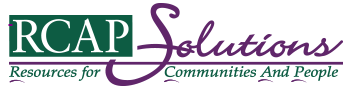 RCAP Solutions
Resources for Communities And People